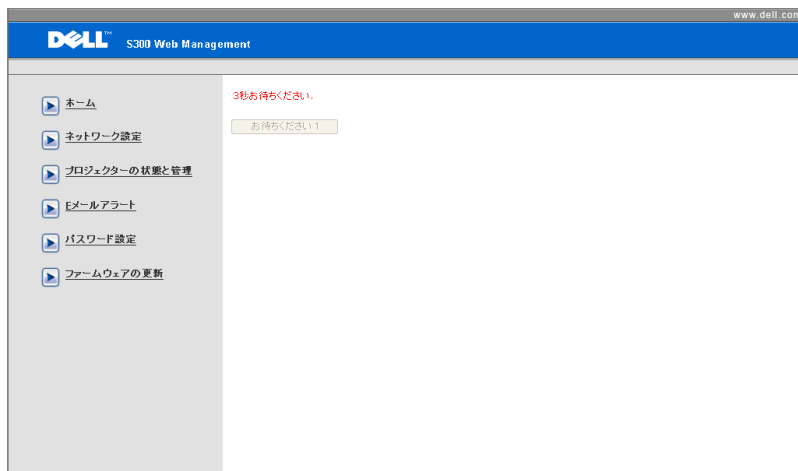 www.dell.com
DELL™ S300 Web Management
ホーム
ネットワーク設定
プロジェクターの状態と管理
Eメールアラート
パスワード設定
ファームウェアの更新
3秒お待ちください.
お待ちください 1